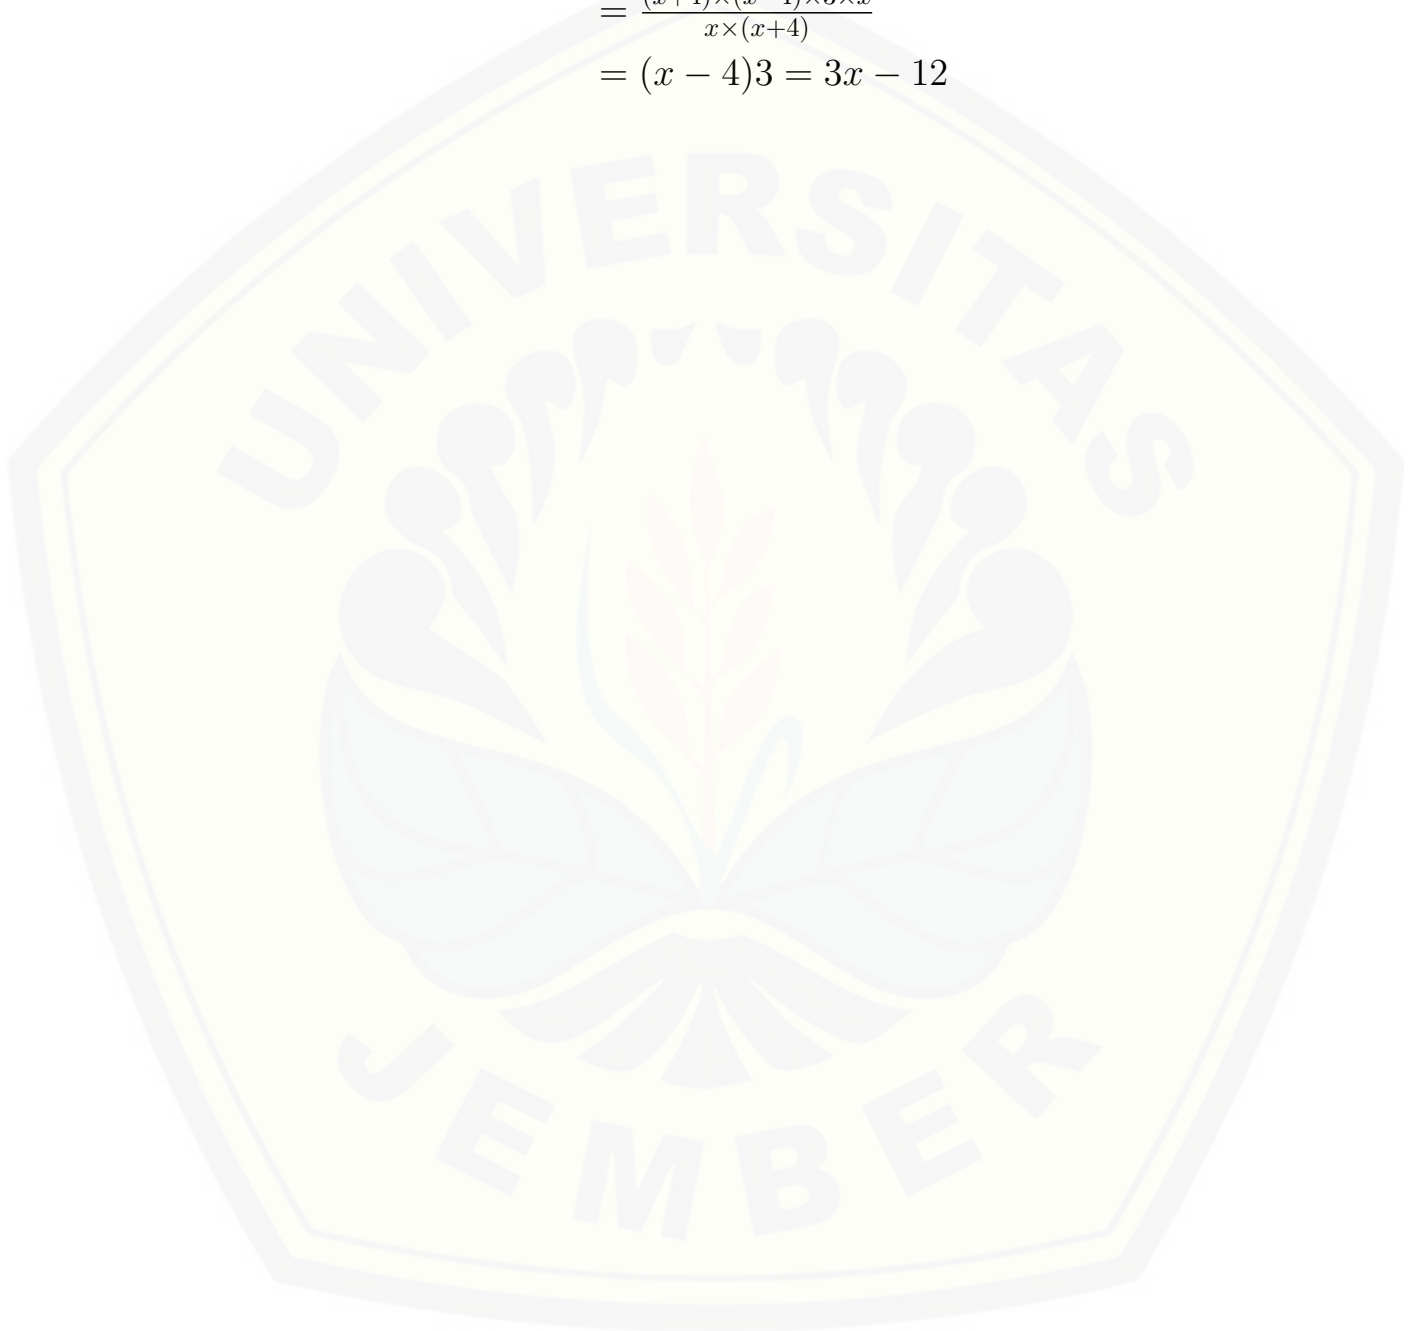 x×(x+4)
= (x − 4)3 = 3x − 12
UNIVERSITAS
JEMBER